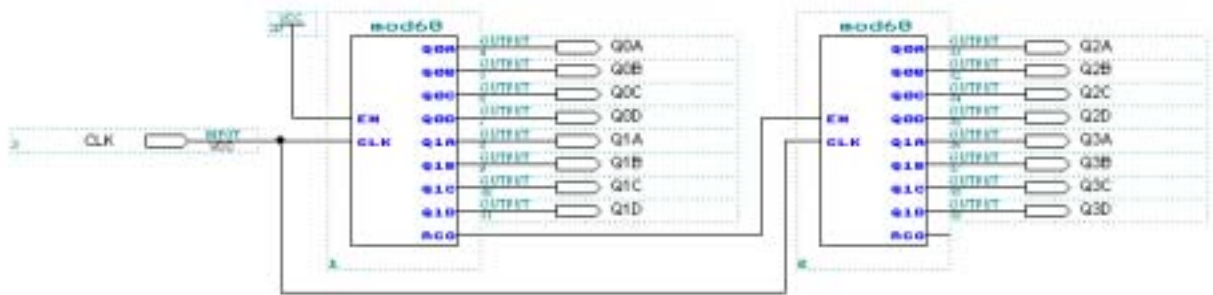 VCC
mod60
mod60
Q0A OUTPUT Q0A
Q0B OUTPUT Q0B
Q0C OUTPUT Q0C
EN Q0D OUTPUT Q0D
CLK INPUT VCC
CLK Q1A OUTPUT Q1A
Q1B OUTPUT Q1B
Q1C OUTPUT Q1C
Q1D OUTPUT Q1D
RCO
1
Q0A OUTPUT Q2A
Q0B OUTPUT Q2B
Q0C OUTPUT Q2C
EN Q0D OUTPUT Q2D
CLK Q1A OUTPUT Q3A
Q1B OUTPUT Q3B
Q1C OUTPUT Q3C
Q1D OUTPUT Q3D
RCO